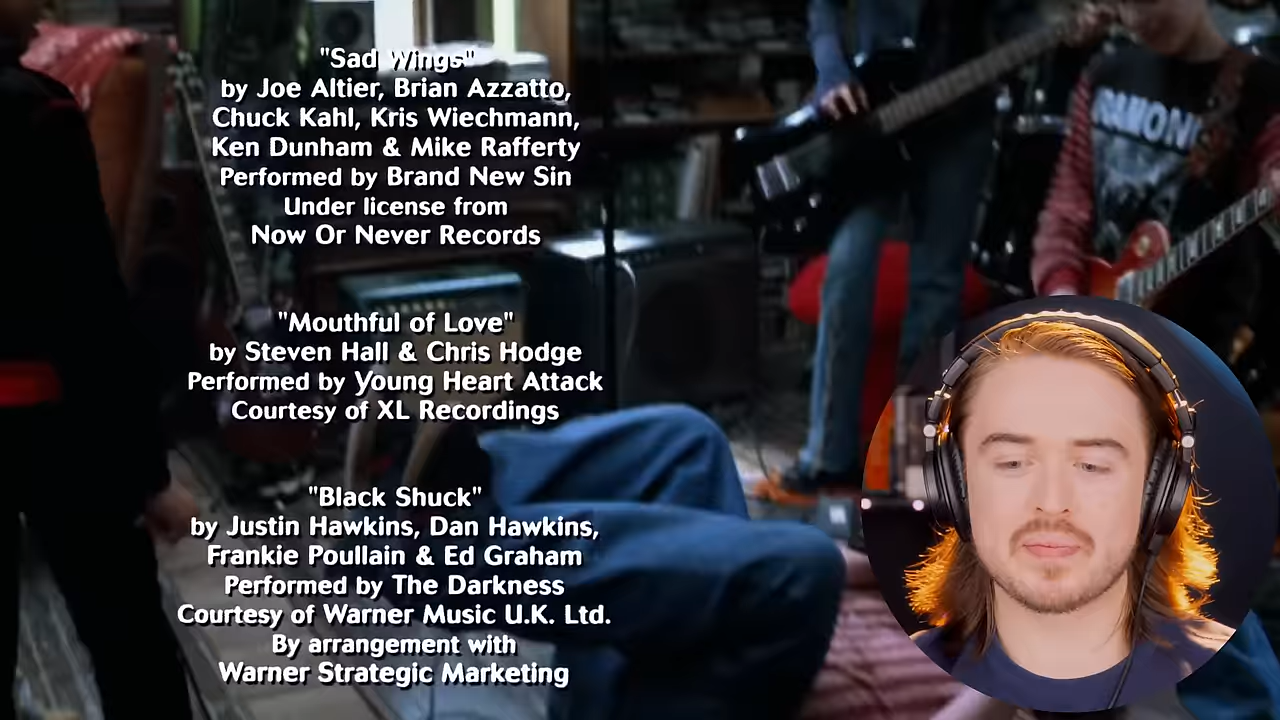 "Sad Wings"
by Joe Altier, Brian Azzatto,
Chuck Kahl, Kris Wiechmann,
Ken Dunham & Mike Rafferty
Performed by Brand New Sin
Under license from
Now Or Never Records
"Mouthful of Love"
by Steven Hall & Chris Hodge
Performed by Young Heart Attack
Courtesy of XL Recordings
"Black Shuck"
by Justin Hawkins, Dan Hawkins,
Frankie Poullain & Ed Graham
Performed by The Darkness
Courtesy of Warner Music U.K. Ltd.
By arrangement with
Warner Strategic Marketing